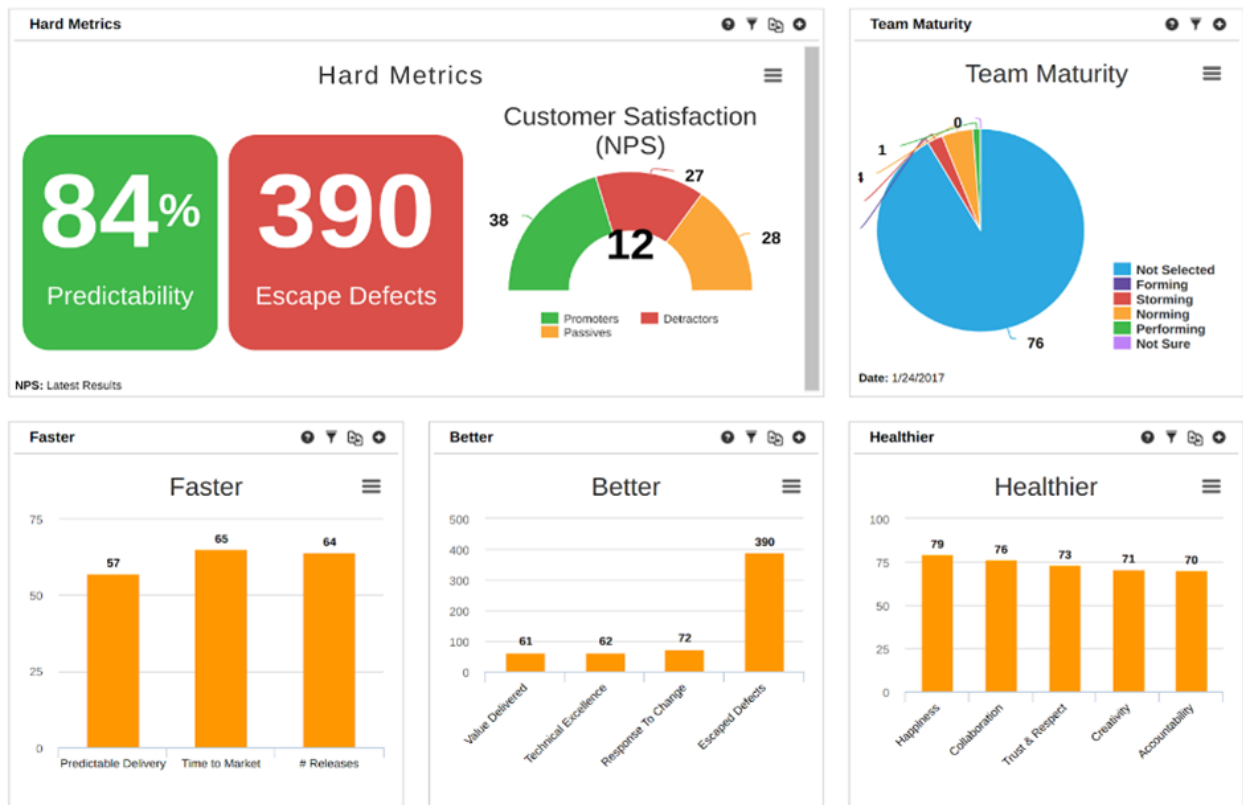 Hard Metrics
Hard Metrics
84%
Predictability
390
Escape Defects
Customer Satisfaction
(NPS)
38
27
28
12
Promoters
Detractors
Passives
NPS: Latest Results
Team Maturity
Team Maturity
0
1
76
Not Selected
Forming
Storming
Norming
Performing
Not Sure
Date: 1/24/2017
Faster
Faster
75
50
25
0
57
65
64
Predictable Delivery
Time to Market
# Releases
Better
Better
500
400
300
200
100
0
61
62
72
390
Value Delivered
Technical Excellence
Response To Change
Escaped Defects
Healthier
Healthier
100
75
50
25
0
79
76
73
71
70
Happiness
Collaboration
Trust & Respect
Creativity
Accountability